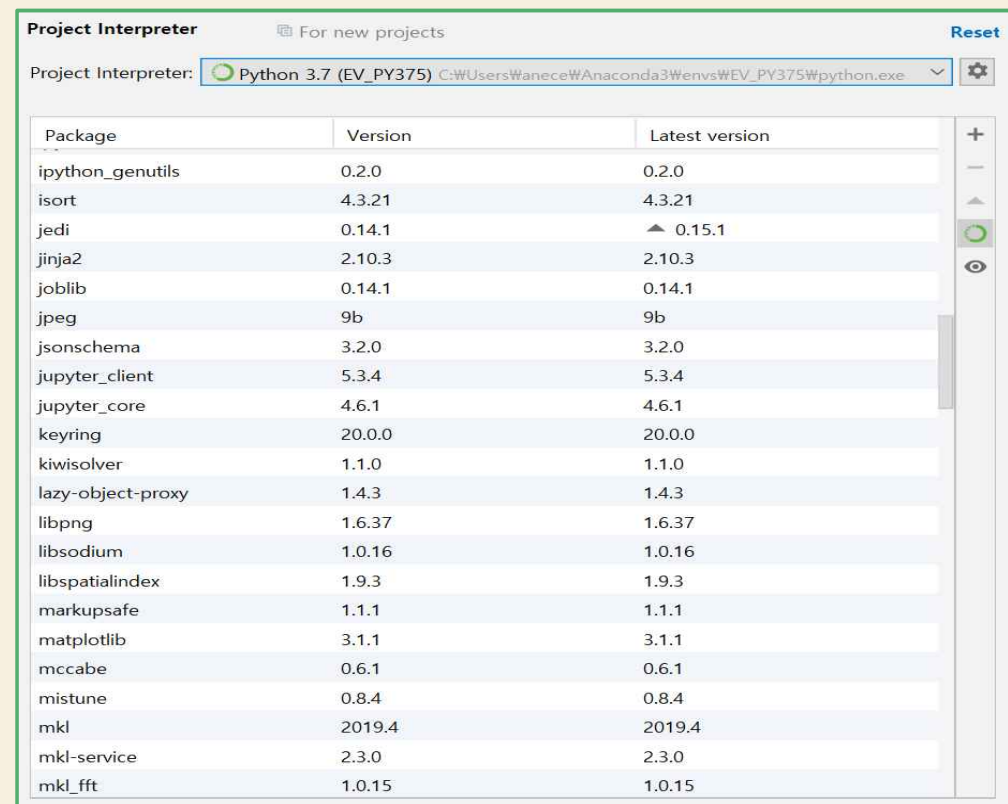 Project Interpreter For new projects Reset
Project Interpreter: Python 3.7 (EV_PY375) C:₩Users₩anece₩Anaconda3₩envs₩EV_PY375₩python.exe
Package Version Latest version
ipython_genutils 0.2.0 0.2.0
isort 4.3.21 4.3.21
jedi 0.14.1 0.15.1
jinja2 2.10.3 2.10.3
joblib 0.14.1 0.14.1
jpeg 9b 9b
jsonschema 3.2.0 3.2.0
jupyter_client 5.3.4 5.3.4
jupyter_core 4.6.1 4.6.1
keyring 20.0.0 20.0.0
kiwisolver 1.1.0 1.1.0
lazy-object-proxy 1.4.3 1.4.3
libpng 1.6.37 1.6.37
libsodium 1.0.16 1.0.16
libspatialindex 1.9.3 1.9.3
markupsafe 1.1.1 1.1.1
matplotlib 3.1.1 3.1.1
mccabe 0.6.1 0.6.1
mistune 0.8.4 0.8.4
mkl 2019.4 2019.4
mkl-service 2.3.0 2.3.0
mkl_fft 1.0.15 1.0.15